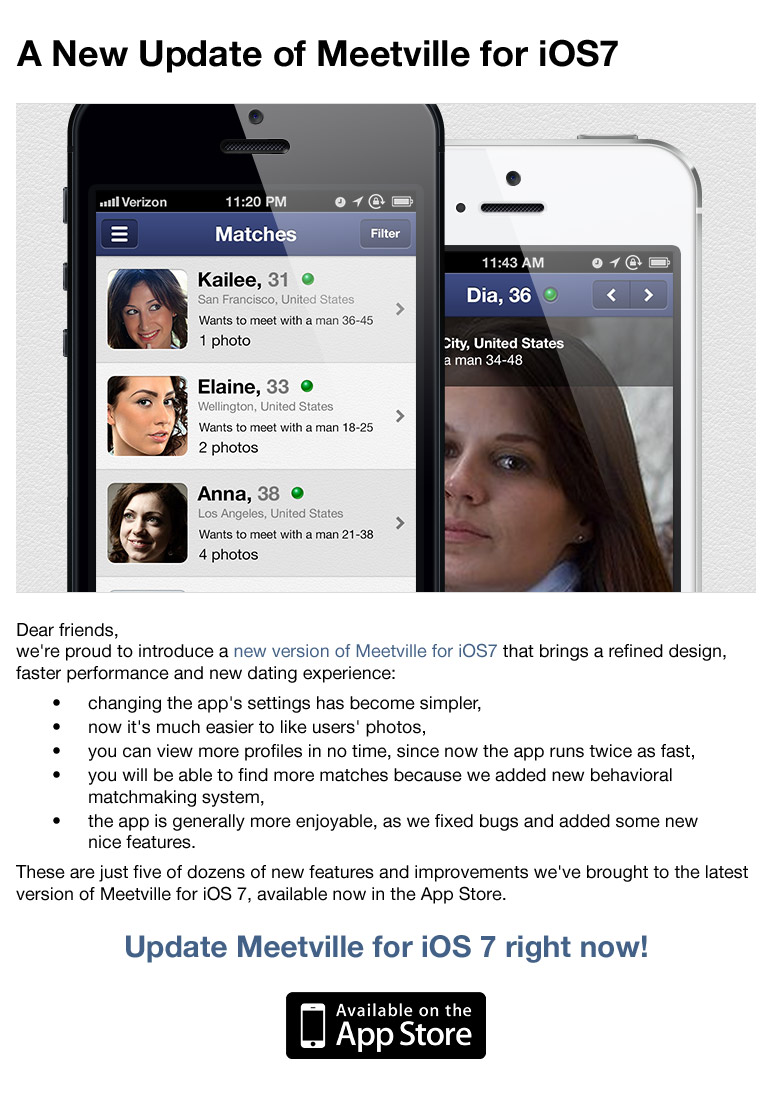 A New Update of Meetville for iOS7
Verizon 11:20 PM
Matches
Filter
Kailee, 31
San Francisco, United States
Wants to meet with a man 36-45
1 photo
Elaine, 33
Wellington, United States
Wants to meet with a man 18-25
2 photos
Anna, 38
Los Angeles, United States
Wants to meet with a man 21-38
4 photos
11:43 AM
Dia, 36
City, United States
a man 34-48
Dear friends,
we're proud to introduce a new version of Meetville for iOS7 that brings a refined design,
faster performance and new dating experience:
• changing the app's settings has become simpler,
• now it's much easier to like users' photos,
• you can view more profiles in no time, since now the app runs twice as fast,
• you will be able to find more matches because we added new behavioral
matchmaking system,
• the app is generally more enjoyable, as we fixed bugs and added some new
nice features.
These are just five of dozens of new features and improvements we've brought to the latest
version of Meetville for iOS 7, available now in the App Store.
Update Meetville for iOS 7 right now!
Available on the
App Store